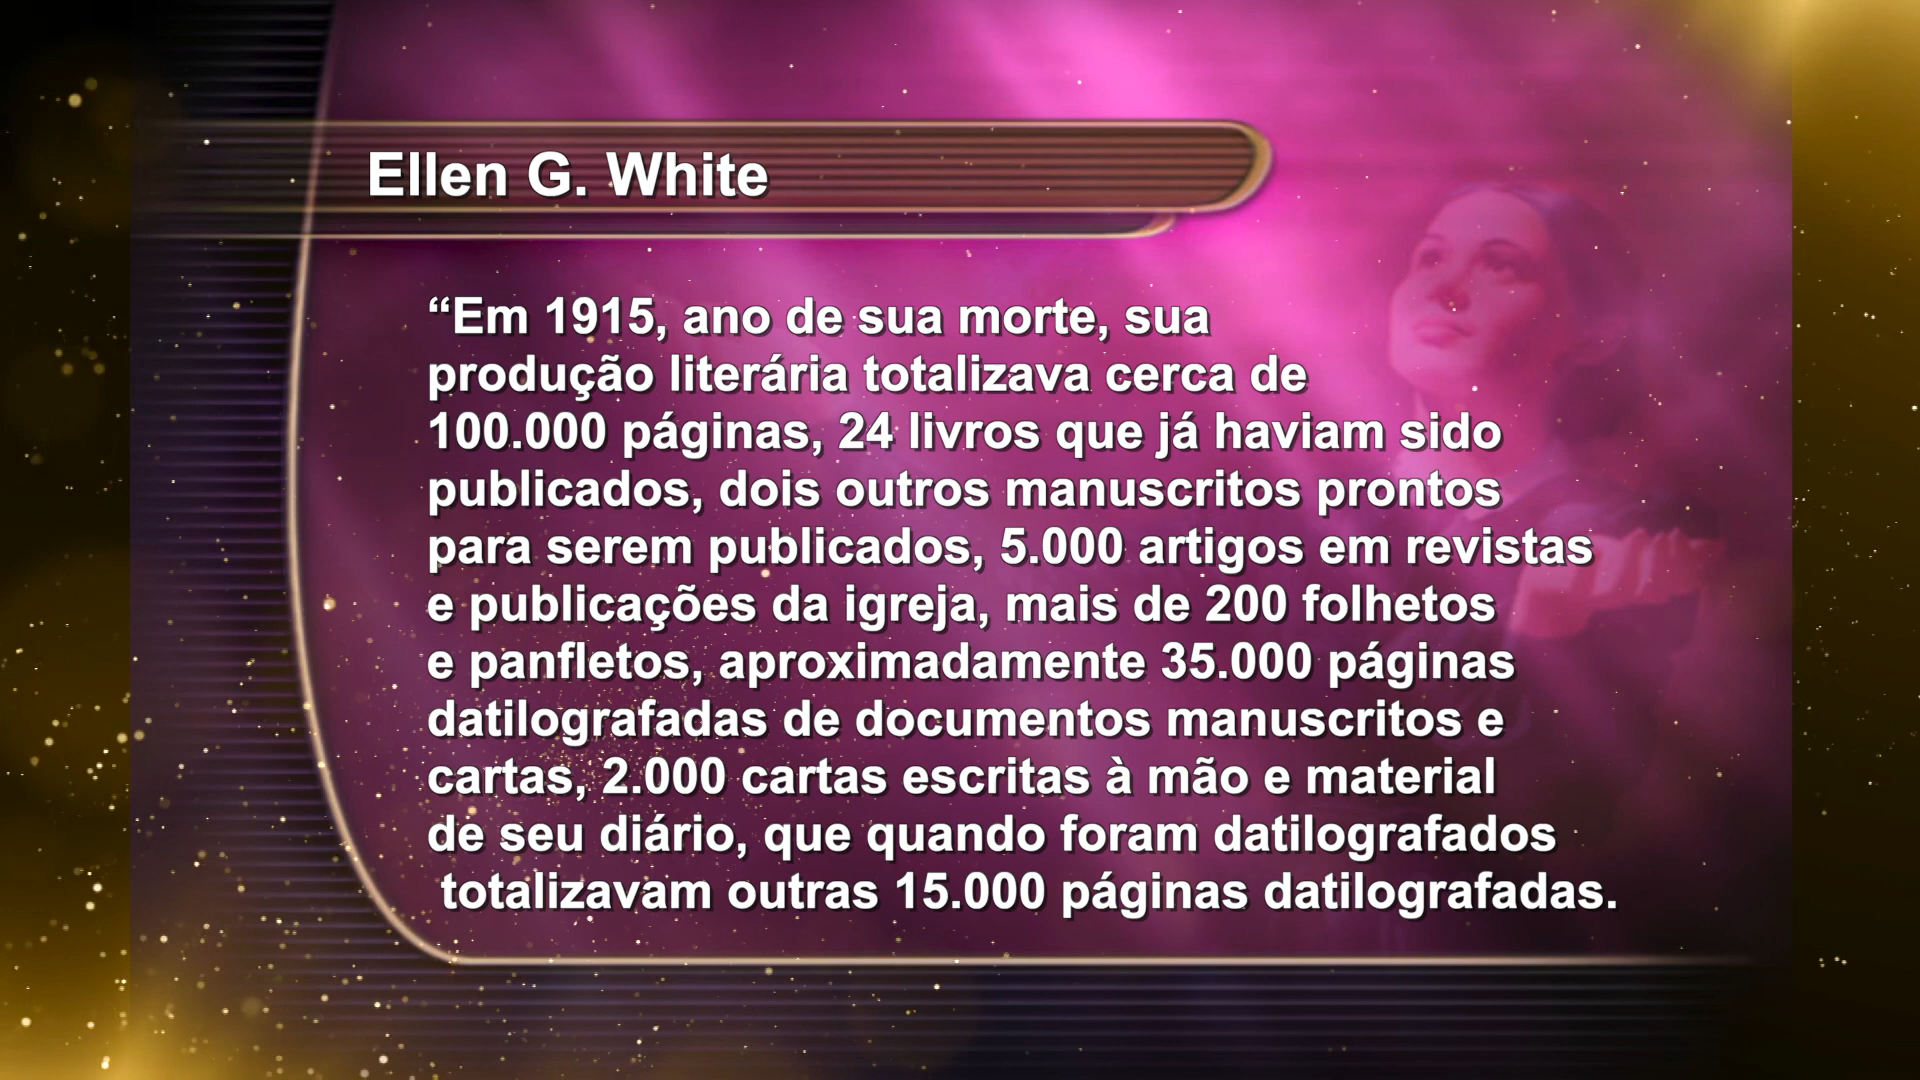 Ellen G. White
“Em 1915, ano de sua morte, sua
produção literária totalizava cerca de
100.000 páginas, 24 livros que já haviam sido
publicados, dois outros manuscritos prontos
para serem publicados, 5.000 artigos em revistas
e publicações da igreja, mais de 200 folhetos
e panfletos, aproximadamente 35.000 páginas
datilografadas de documentos manuscritos e
cartas, 2.000 cartas escritas à mão e material
de seu diário, que quando foram datilografados
totalizavam outras 15.000 páginas datilografadas.